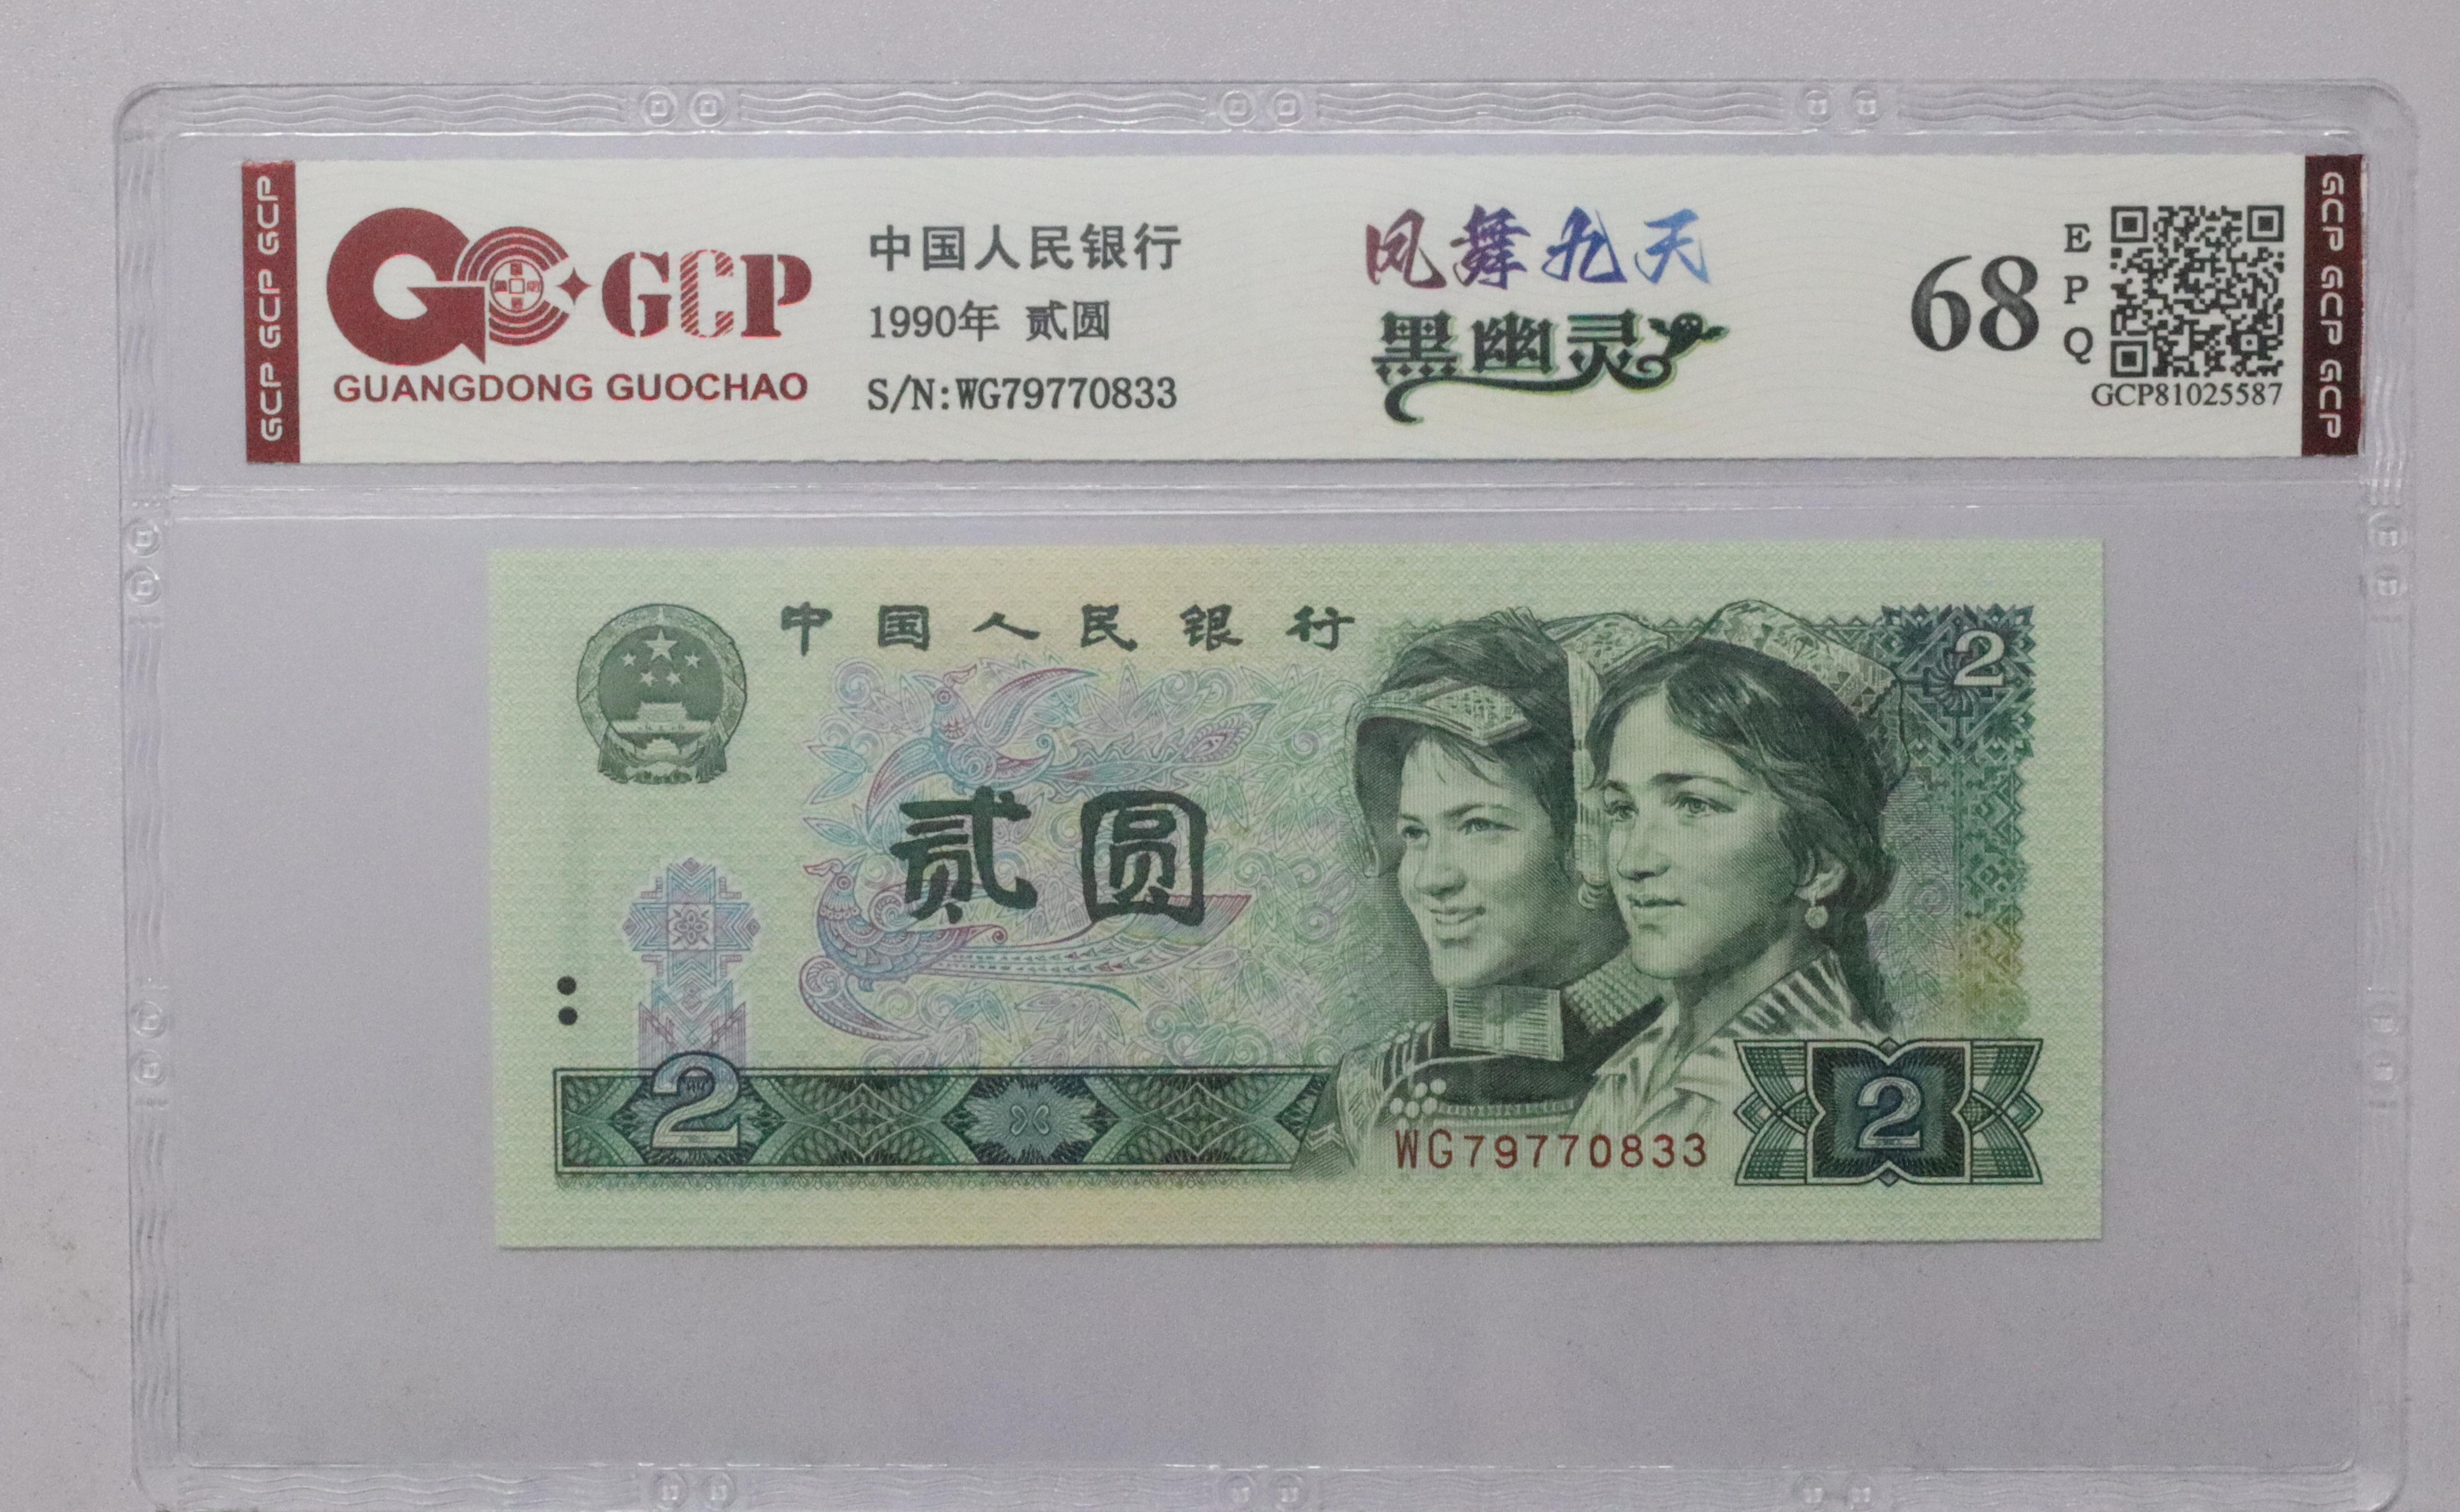 GCP GCP GCP
GCP
GUANGDONG GUOCHAO
中国人民银行
1990年 贰圆
S/N:WG79770833
凤舞九天
黑幽灵
68
E
P
Q
GCP81025587
GCP GCP GCP
中国人民银行
2
贰圆
2
WG79770833
2